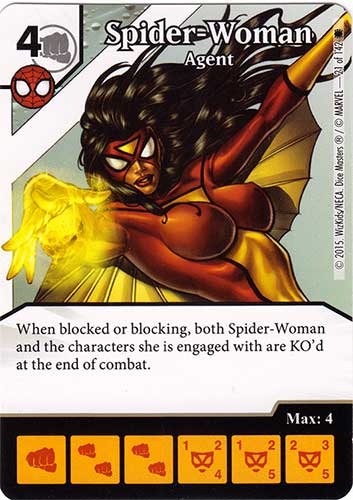 4
Spider-Woman
Agent
21 of 142
© 2015. WizKids/NECA. Dice Masters ® / © MARVEL
When blocked or blocking, both Spider-Woman
and the characters she is engaged with are KO'd
at the end of combat.
Max: 4
1 2 1 2 2 3
4 4 5